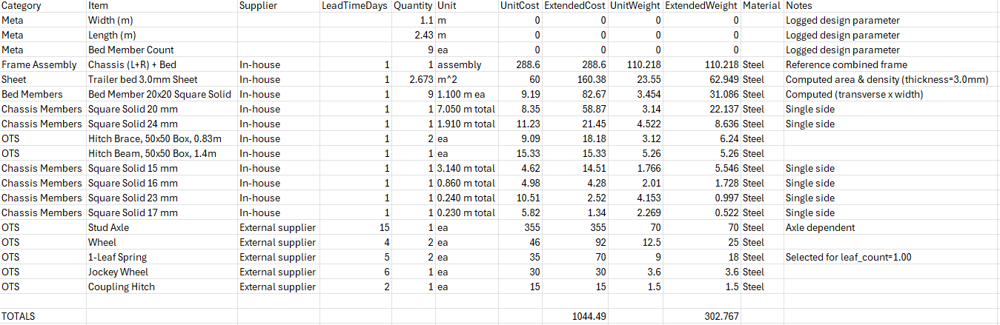 Category Item Supplier LeadTimeDays Quantity Unit UnitCost ExtendedCost UnitWeight ExtendedWeight Material Notes
Meta Width (m) 1.1 m 0 0 0 0 Logged design parameter
Meta Length (m) 2.43 m 0 0 0 0 Logged design parameter
Meta Bed Member Count 9 ea 0 0 0 0 Logged design parameter
Frame Assembly Chassis (L+R) + Bed In-house 1 1 assembly 288.6 288.6 110.218 110.218 Steel Reference combined frame
Sheet Trailer bed 3.0mm Sheet In-house 1 2.673 m^2 60 160.38 23.55 62.949 Steel Computed area & density (thickness=3.0mm)
Bed Members Bed Member 20x20 Square Solid In-house 1 9 1.100 m ea 9.19 82.67 3.454 31.086 Steel Computed (transverse x width)
Chassis Members Square Solid 20 mm In-house 1 1 7.050 m total 8.35 58.87 3.14 22.137 Steel Single side
Chassis Members Square Solid 24 mm In-house 1 1 1.910 m total 11.23 21.45 4.522 8.636 Steel Single side
OTS Hitch Brace, 50x50 Box, 0.83m In-house 1 2 ea 9.09 18.18 3.12 6.24 Steel
OTS Hitch Beam, 50x50 Box, 1.4m In-house 1 1 ea 15.33 15.33 5.26 5.26 Steel
Chassis Members Square Solid 15 mm In-house 1 1 3.140 m total 4.62 14.51 1.766 5.546 Steel Single side
Chassis Members Square Solid 16 mm In-house 1 1 0.860 m total 4.98 4.28 2.01 1.728 Steel Single side
Chassis Members Square Solid 23 mm In-house 1 1 0.240 m total 10.51 2.52 4.153 0.997 Steel Single side
Chassis Members Square Solid 17 mm In-house 1 1 0.230 m total 5.82 1.34 2.269 0.522 Steel Single side
OTS Stud Axle External supplier 15 1 ea 355 355 70 70 Steel Axle dependent
OTS Wheel External supplier 4 2 ea 46 92 12.5 25 Steel
OTS 1-Leaf Spring External supplier 5 2 ea 35 70 9 18 Steel Selected for leaf_count=1.00
OTS Jockey Wheel External supplier 6 1 ea 30 30 3.6 3.6 Steel
OTS Coupling Hitch External supplier 2 1 ea 15 15 1.5 1.5 Steel
TOTALS 1044.49 302.767